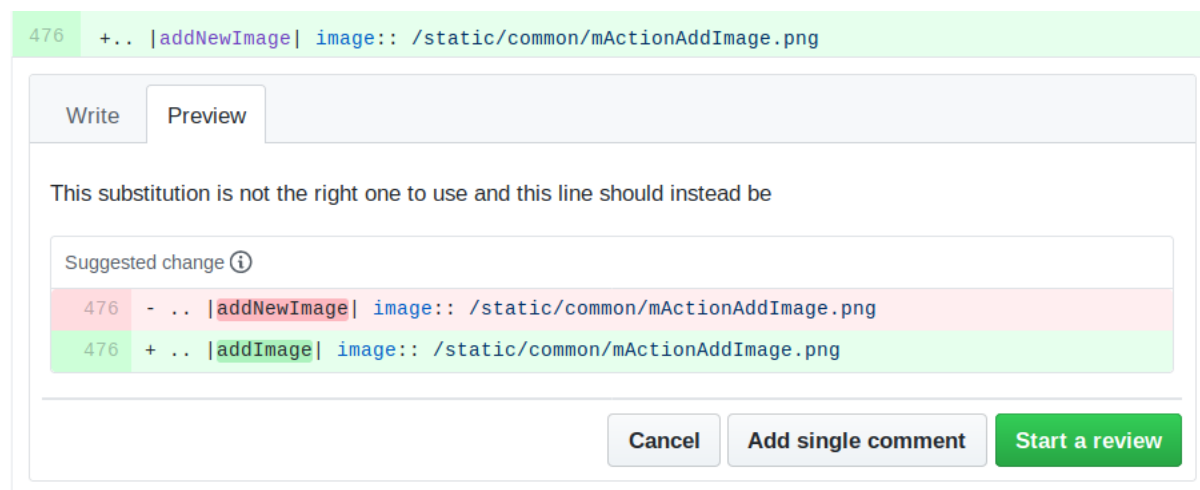 476 +.. |addNewImage| image:: /static/common/mActionAddImage.png
Write Preview
This substitution is not the right one to use and this line should instead be
Suggested change
476 - .. |addNewImage| image:: /static/common/mActionAddImage.png
476 + .. |addImage| image:: /static/common/mActionAddImage.png
Cancel Add single comment Start a review